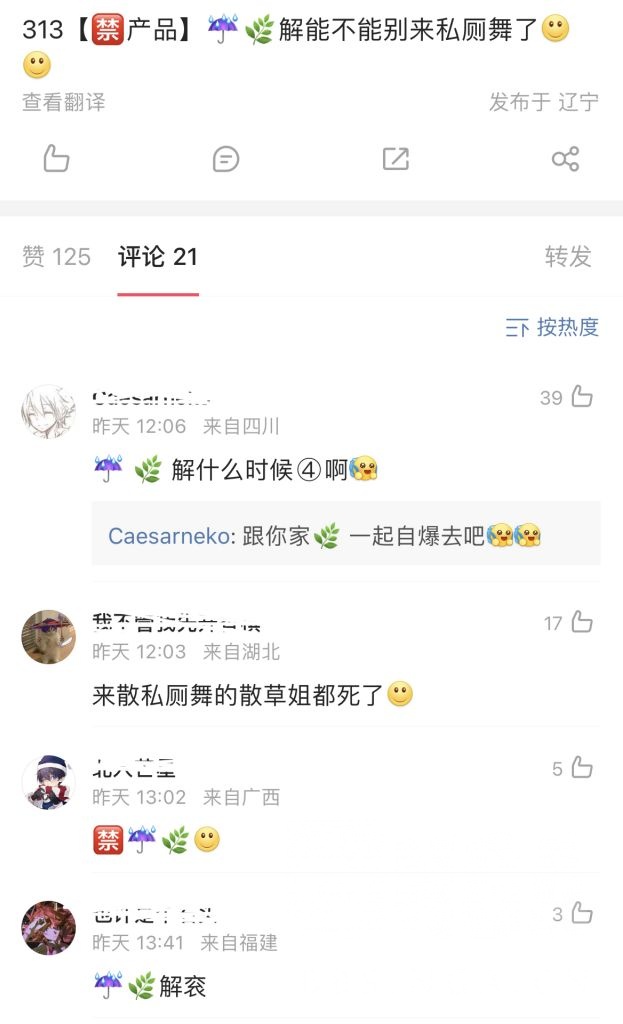 313【🈲产品】☔🌿解能不能别来私厕舞了🙂
🙂
查看翻译 发布于 辽宁
赞 125 评论 21 转发
按热度
39
昨天 12:06 来自四川
☔ 🌿 解什么时候④啊🥹
Caesarneko: 跟你家🌿 一起自爆去吧🥹🥹
17
昨天 12:03 来自湖北
来散私厕舞的散草姐都死了🙂
5
昨天 13:02 来自广西
🈲☔🌿🙂
3
昨天 13:41 来自福建
☔🌿解衮